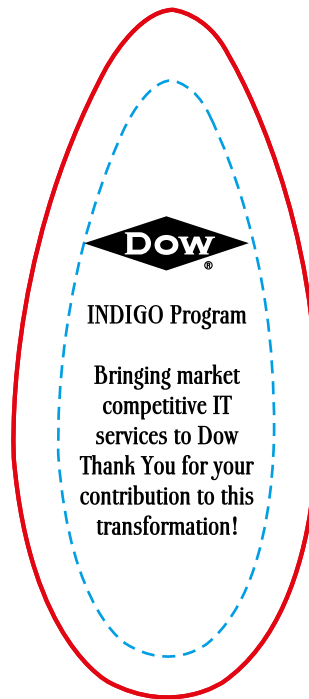 Dow
®
INDIGO Program
Bringing market
competitive IT
services to Dow
Thank You for your
contribution to this
transformation!